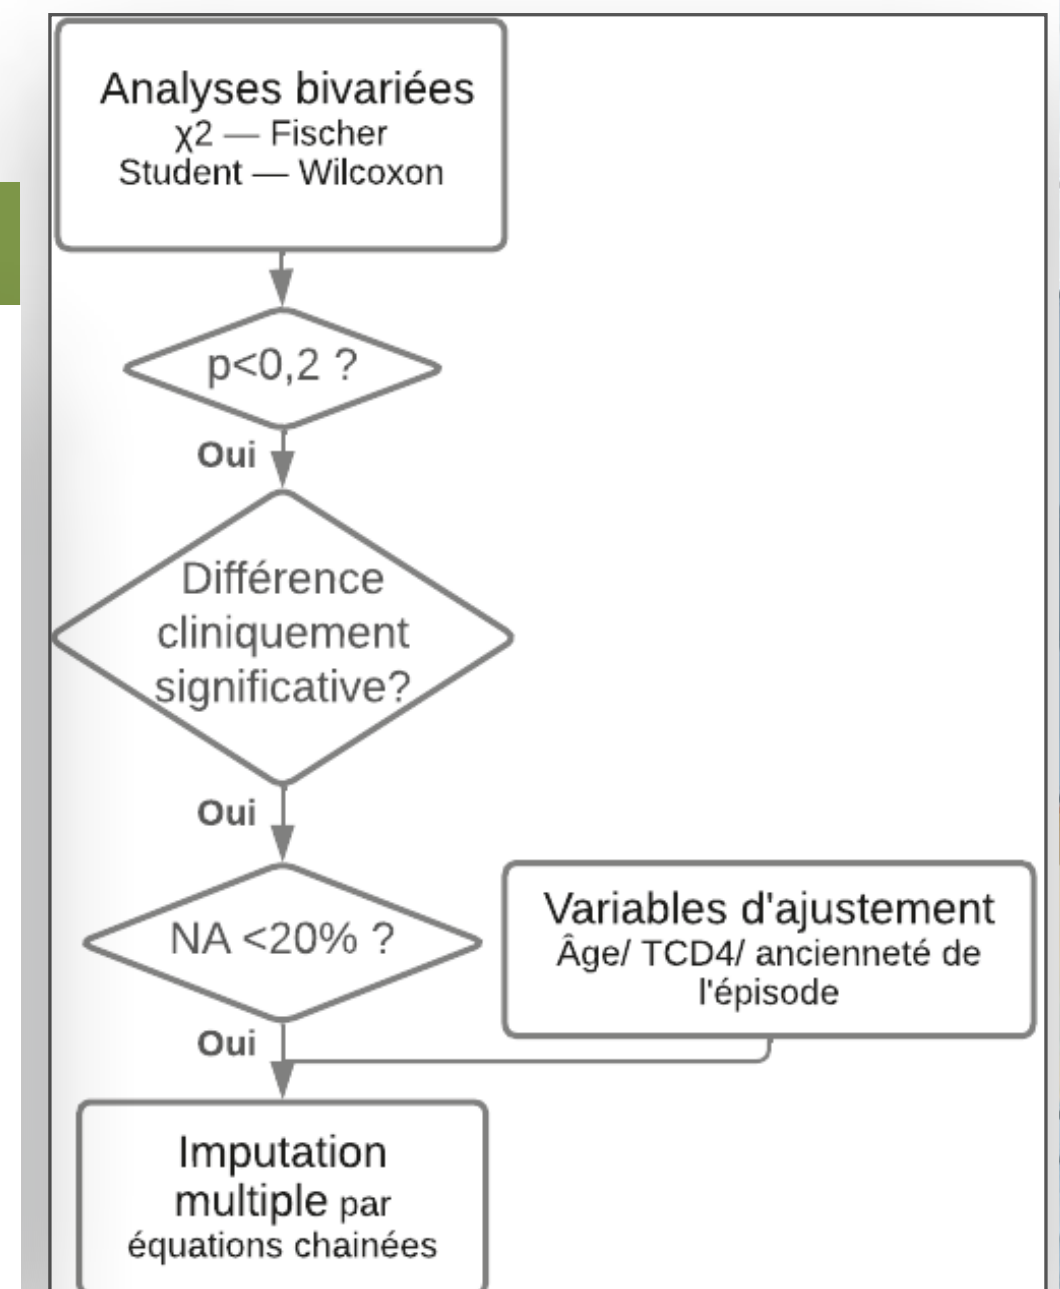 Analyses bivariées
χ2 — Fischer
Student — Wilcoxon
p<0,2 ?
Oui
Différence
cliniquement
significative?
Oui
NA <20% ?
Variables d'ajustement
Âge/ TCD4/ ancienneté de
l'épisode
Oui
Imputation
multiple par
équations chainées